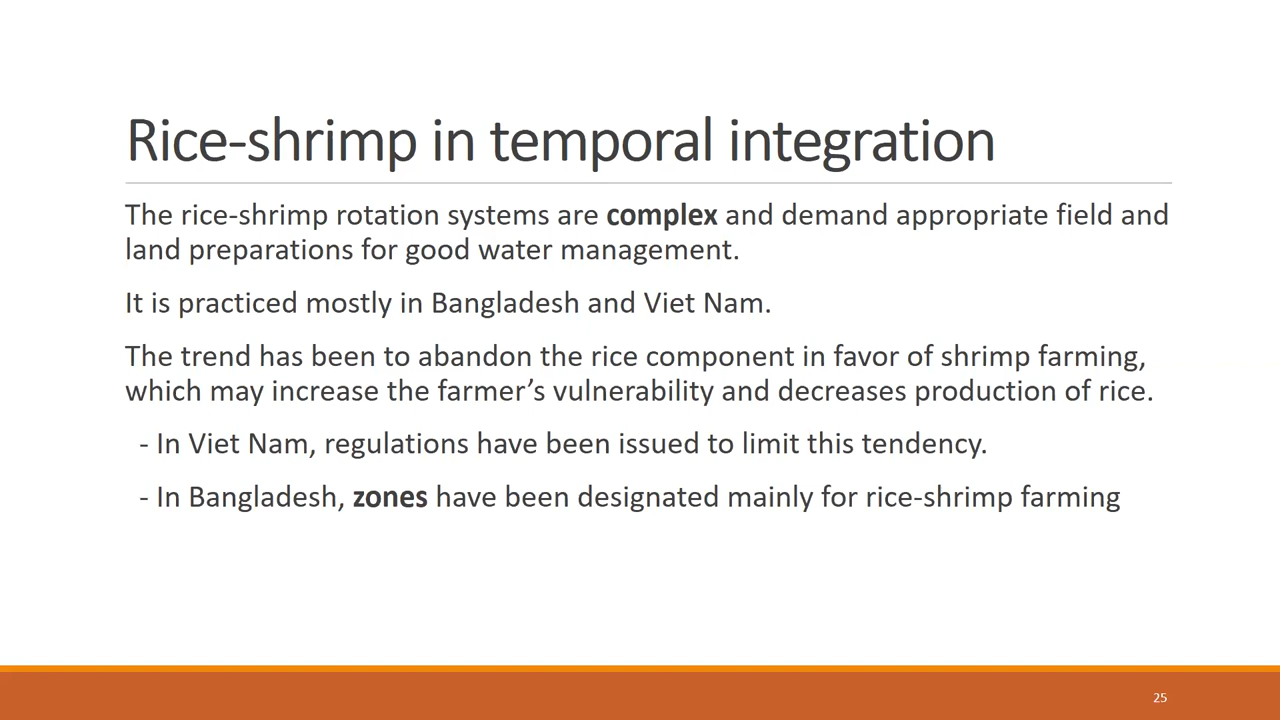 Rice-shrimp in temporal integration
The rice-shrimp rotation systems are complex and demand appropriate field and
land preparations for good water management.
It is practiced mostly in Bangladesh and Viet Nam.
The trend has been to abandon the rice component in favor of shrimp farming,
which may increase the farmer’s vulnerability and decreases production of rice.
- In Viet Nam, regulations have been issued to limit this tendency.
- In Bangladesh, zones have been designated mainly for rice-shrimp farming
25